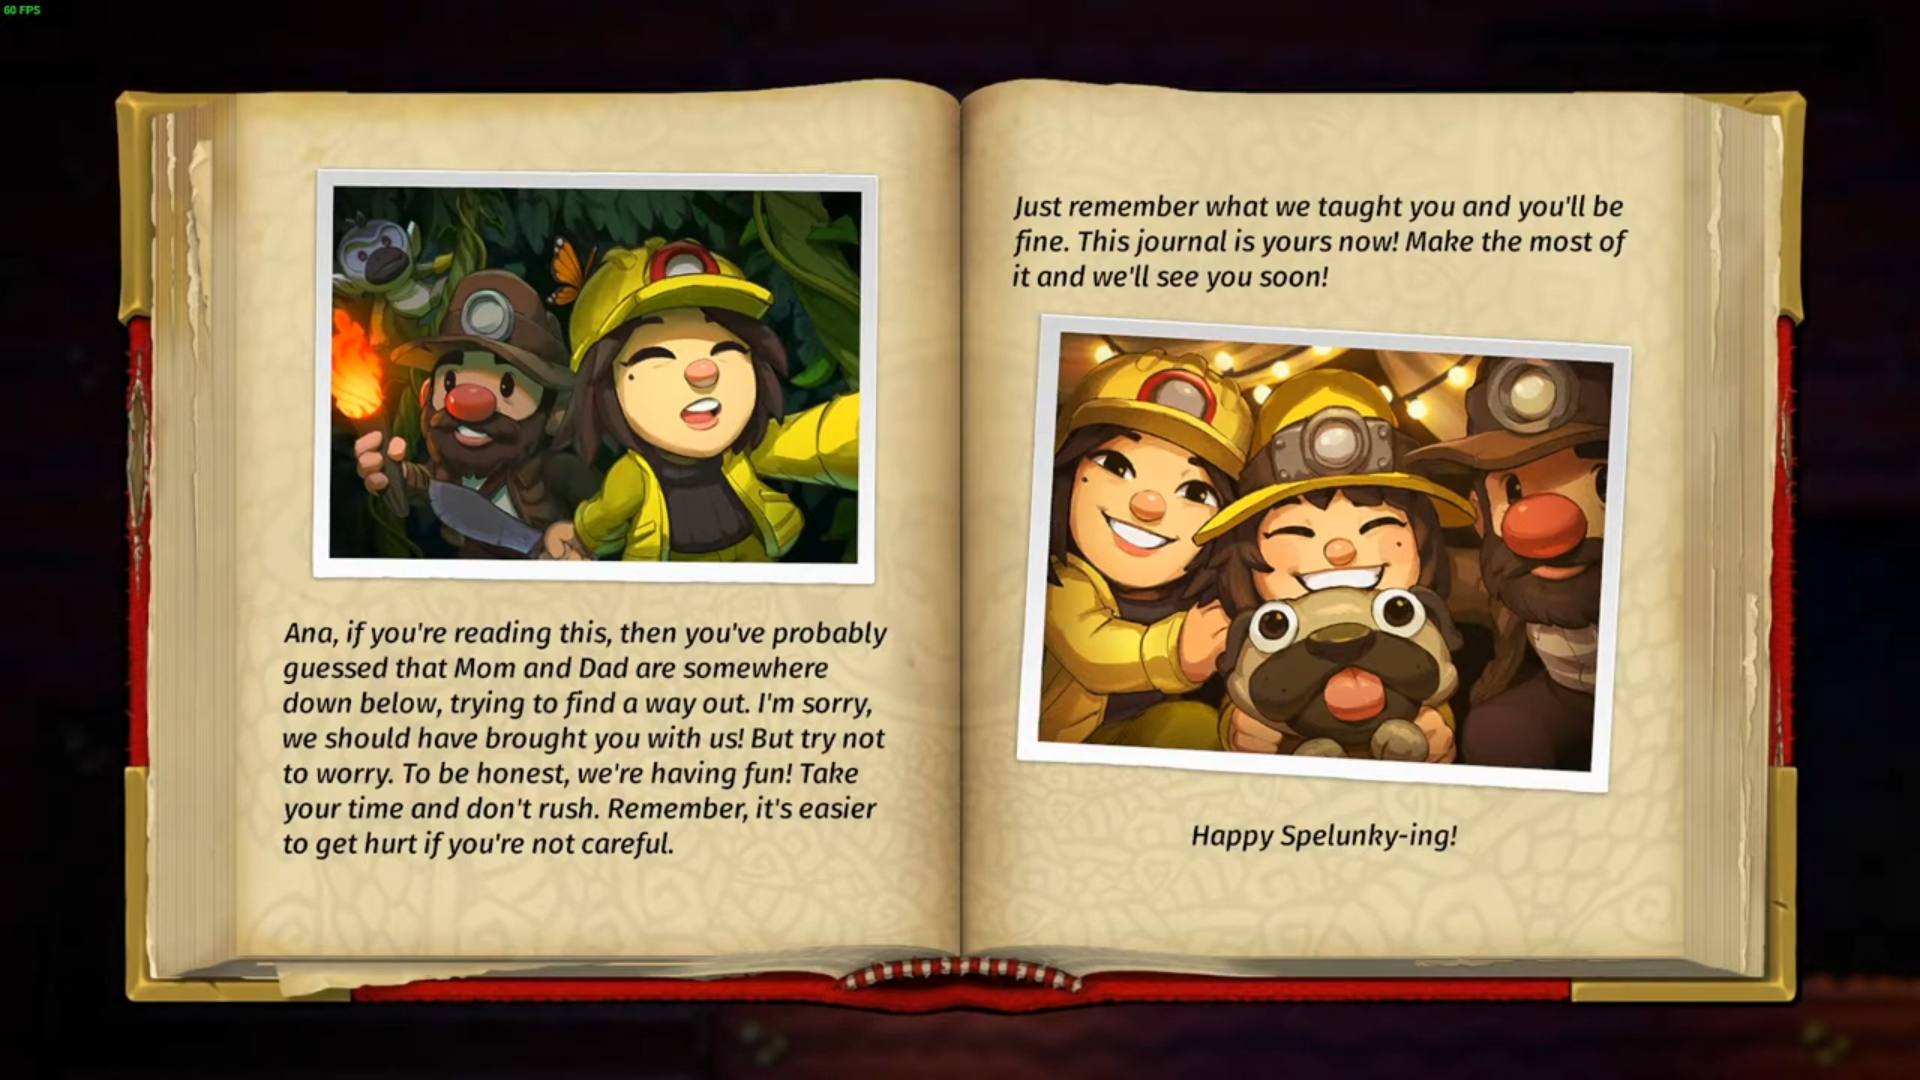 60 FPS
Ana, if you're reading this, then you've probably
guessed that Mom and Dad are somewhere
down below, trying to find a way out. I'm sorry,
we should have brought you with us! But try not
to worry. To be honest, we're having fun! Take
your time and don't rush. Remember, it's easier
to get hurt if you're not careful.
Just remember what we taught you and you'll be
fine. This journal is yours now! Make the most of
it and we'll see you soon!
Happy Spelunky-ing!